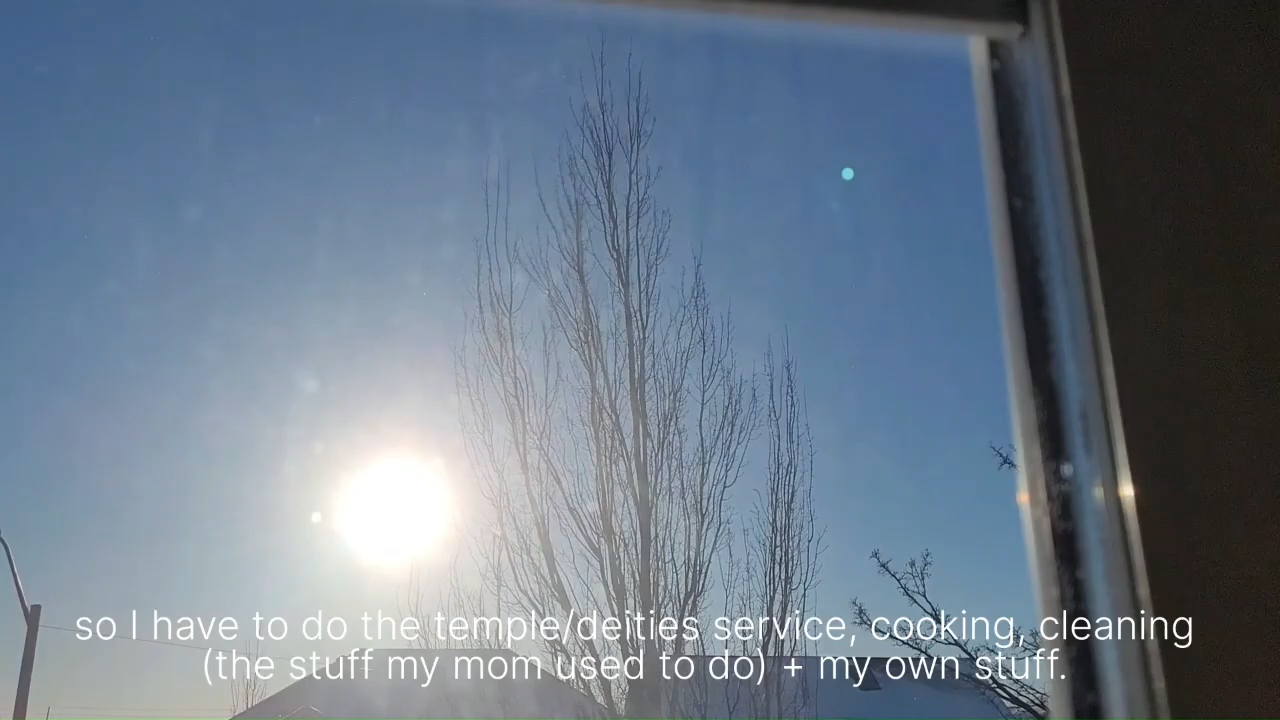 so I have to do the temple/deities service, cooking, cleaning
(the stuff my mom used to do) + my own stuff.